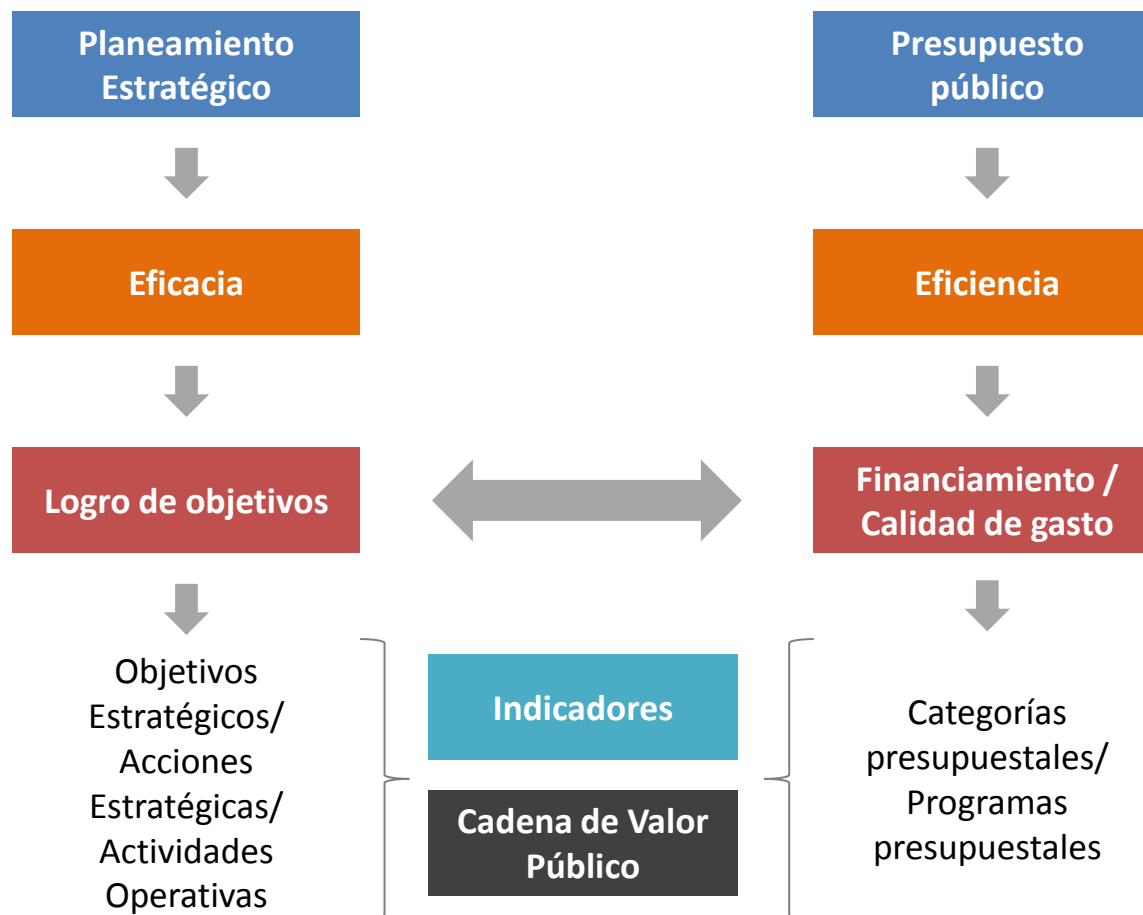 Planeamiento
Estratégico
Presupuesto
público
Eficacia
Eficiencia
Logro de objetivos
Financiamiento /
Calidad de gasto
Objetivos
Estratégicos/
Acciones
Estratégicas/
Actividades
Operativas
Indicadores
Cadena de Valor
Público
Categorías
presupuestales/
Programas
presupuestales